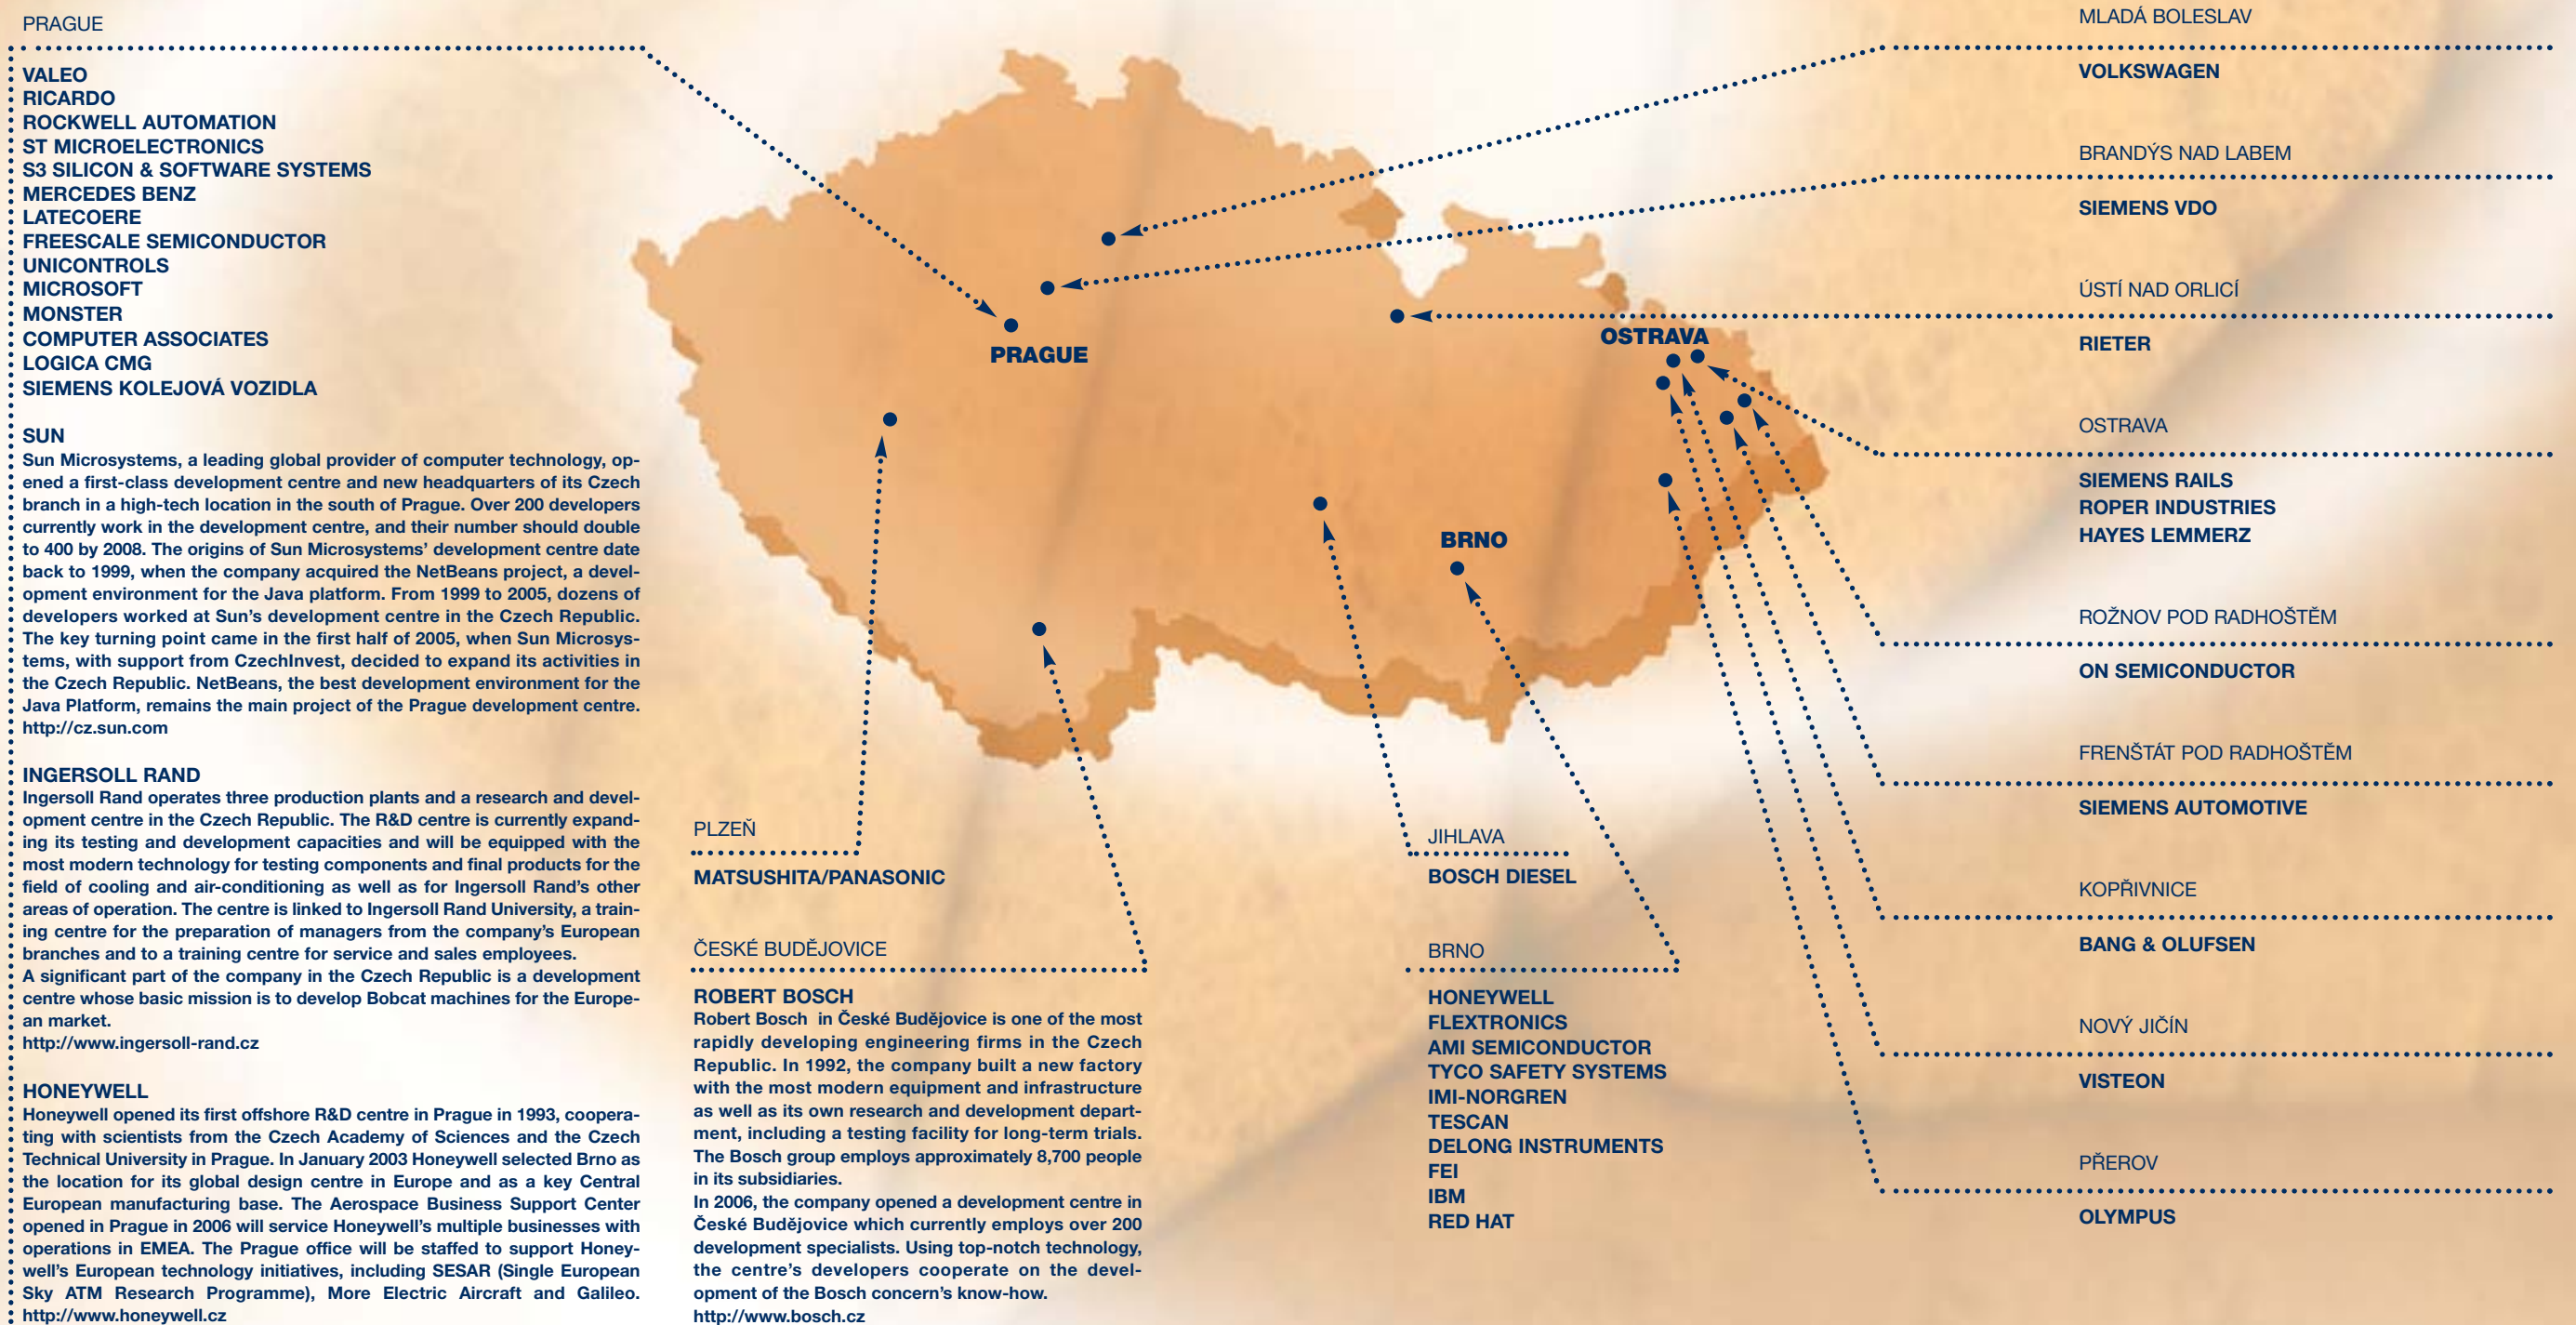 PRAGUE
VALEO
RICARDO
ROCKWELL AUTOMATION
ST MICROELECTRONICS
S3 SILICON & SOFTWARE SYSTEMS
MERCEDES BENZ
LATECOERE
FREESCALE SEMICONDUCTOR
UNICONTROLS
MICROSOFT
MONSTER
COMPUTER ASSOCIATES
LOGICA CMG
SIEMENS KOLEJOVÁ VOZIDLA
SUN
Sun Microsystems, a leading global provider of computer technology, op-
ened a first-class development centre and new headquarters of its Czech
branch in a high-tech location in the south of Prague. Over 200 developers
currently work in the development centre, and their number should double
to 400 by 2008. The origins of Sun Microsystems’ development centre date
back to 1999, when the company acquired the NetBeans project, a devel-
opment environment for the Java platform. From 1999 to 2005, dozens of
developers worked at Sun’s development centre in the Czech Republic.
The key turning point came in the first half of 2005, when Sun Microsys-
tems, with support from CzechInvest, decided to expand its activities in
the Czech Republic. NetBeans, the best development environment for the
Java Platform, remains the main project of the Prague development centre.
http://cz.sun.com
INGERSOLL RAND
Ingersoll Rand operates three production plants and a research and devel-
opment centre in the Czech Republic. The R&D centre is currently expand-
ing its testing and development capacities and will be equipped with the
most modern technology for testing components and final products for the
field of cooling and air-conditioning as well as for Ingersoll Rand’s other
areas of operation. The centre is linked to Ingersoll Rand University, a train-
ing centre for the preparation of managers from the company’s European
branches and to a training centre for service and sales employees.
A significant part of the company in the Czech Republic is a development
centre whose basic mission is to develop Bobcat machines for the Europe-
an market.
http://www.ingersoll-rand.cz
HONEYWELL
Honeywell opened its first offshore R&D centre in Prague in 1993, coopera-
ting with scientists from the Czech Academy of Sciences and the Czech
Technical University in Prague. In January 2003 Honeywell selected Brno as
the location for its global design centre in Europe and as a key Central
European manufacturing base. The Aerospace Business Support Center
opened in Prague in 2006 will service Honeywell’s multiple businesses with
operations in EMEA. The Prague office will be staffed to support Honey-
well’s European technology initiatives, including SESAR (Single European
Sky ATM Research Programme), More Electric Aircraft and Galileo.
http://www.honeywell.cz
PRAGUE
OSTRAVA
BRNO
PLZEŇ
MATSUSHITA/PANASONIC
ČESKÉ BUDĚJOVICE
ROBERT BOSCH
Robert Bosch in České Budějovice is one of the most
rapidly developing engineering firms in the Czech
Republic. In 1992, the company built a new factory
with the most modern equipment and infrastructure
as well as its own research and development depart-
ment, including a testing facility for long-term trials.
The Bosch group employs approximately 8,700 people
in its subsidiaries.
In 2006, the company opened a development centre in
České Budějovice which currently employs over 200
development specialists. Using top-notch technology,
the centre’s developers cooperate on the devel-
opment of the Bosch concern’s know-how.
http://www.bosch.cz
JIHLAVA
BOSCH DIESEL
BRNO
HONEYWELL
FLEXTRONICS
AMI SEMICONDUCTOR
TYCO SAFETY SYSTEMS
IMI-NORGREN
TESCAN
DELONG INSTRUMENTS
FEI
IBM
RED HAT
MLADÁ BOLESLAV
VOLKSWAGEN
BRANDÝS NAD LABEM
SIEMENS VDO
ÚSTÍ NAD ORLICÍ
RIETER
OSTRAVA
SIEMENS RAILS
ROPER INDUSTRIES
HAYES LEMMERZ
ROŽNOV POD RADHOŠTĚM
ON SEMICONDUCTOR
FRENŠTÁT POD RADHOŠTĚM
SIEMENS AUTOMOTIVE
KOPŘIVNICE
BANG & OLUFSEN
NOVÝ JIČÍN
VISTEON
PŘEROV
OLYMPUS